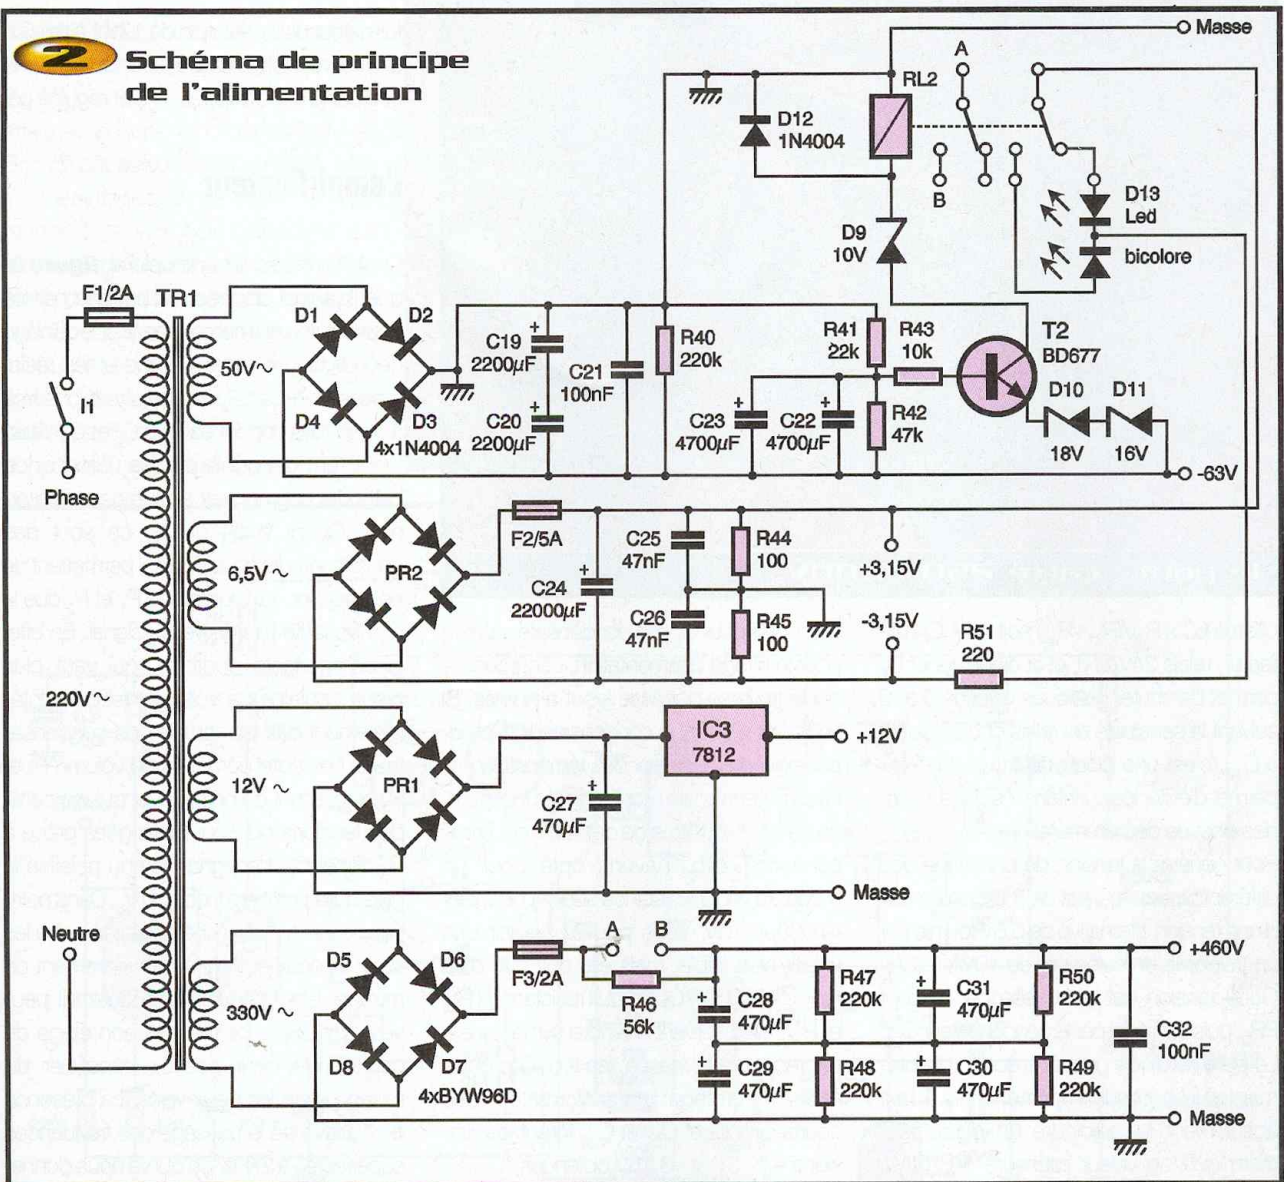 2 Schéma de principe
de l'alimentation
Masse
A
RL2
D12
1N4004
B
D13
Led
bicolore
D9
10V
F1/2A
TR1
D1
D2
50V~
D4
D3
4x1N4004
I1
Phase
C19
2200µF
C20
2200µF
C21
100nF
R40
220k
R41
22k
R43
10k
T2
BD677
C23
4700µF
C22
4700µF
R42
47k
D10
18V
D11
16V
-63V
6,5V~
PR2
F2/5A
C24
22000µF
C25
47nF
C26
47nF
R44
100
R45
100
+3,15V
-3,15V
R51
220
220V~
12V~
PR1
IC3
7812
+12V
C27
470µF
Masse
Neutre
330V~
D5
D6
D8
D7
4xBYW96D
F3/2A
A
B
R46
56k
C28
470µF
C29
470µF
R47
220k
R48
220k
C31
470µF
C30
470µF
R50
220k
R49
220k
C32
100nF
+460V
Masse